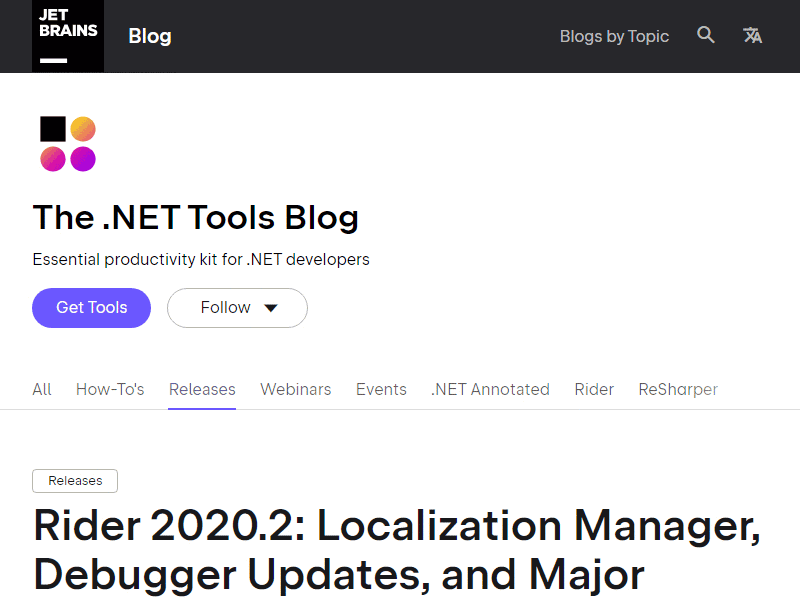 JET
BRAINS
Blog
Blogs by Topic
The .NET Tools Blog
Essential productivity kit for .NET developers
Get Tools
Follow
All How-To's Releases Webinars Events .NET Annotated Rider ReSharper
Releases
Rider 2020.2: Localization Manager,
Debugger Updates, and Major